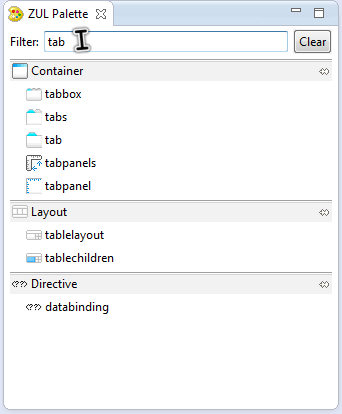 ZUL Palette
Filter: tab Clear
Container
tabbox
tabs
tab
tabpanels
tabpanel
Layout
tablelayout
tablechildren
<?> Directive
<?> databinding